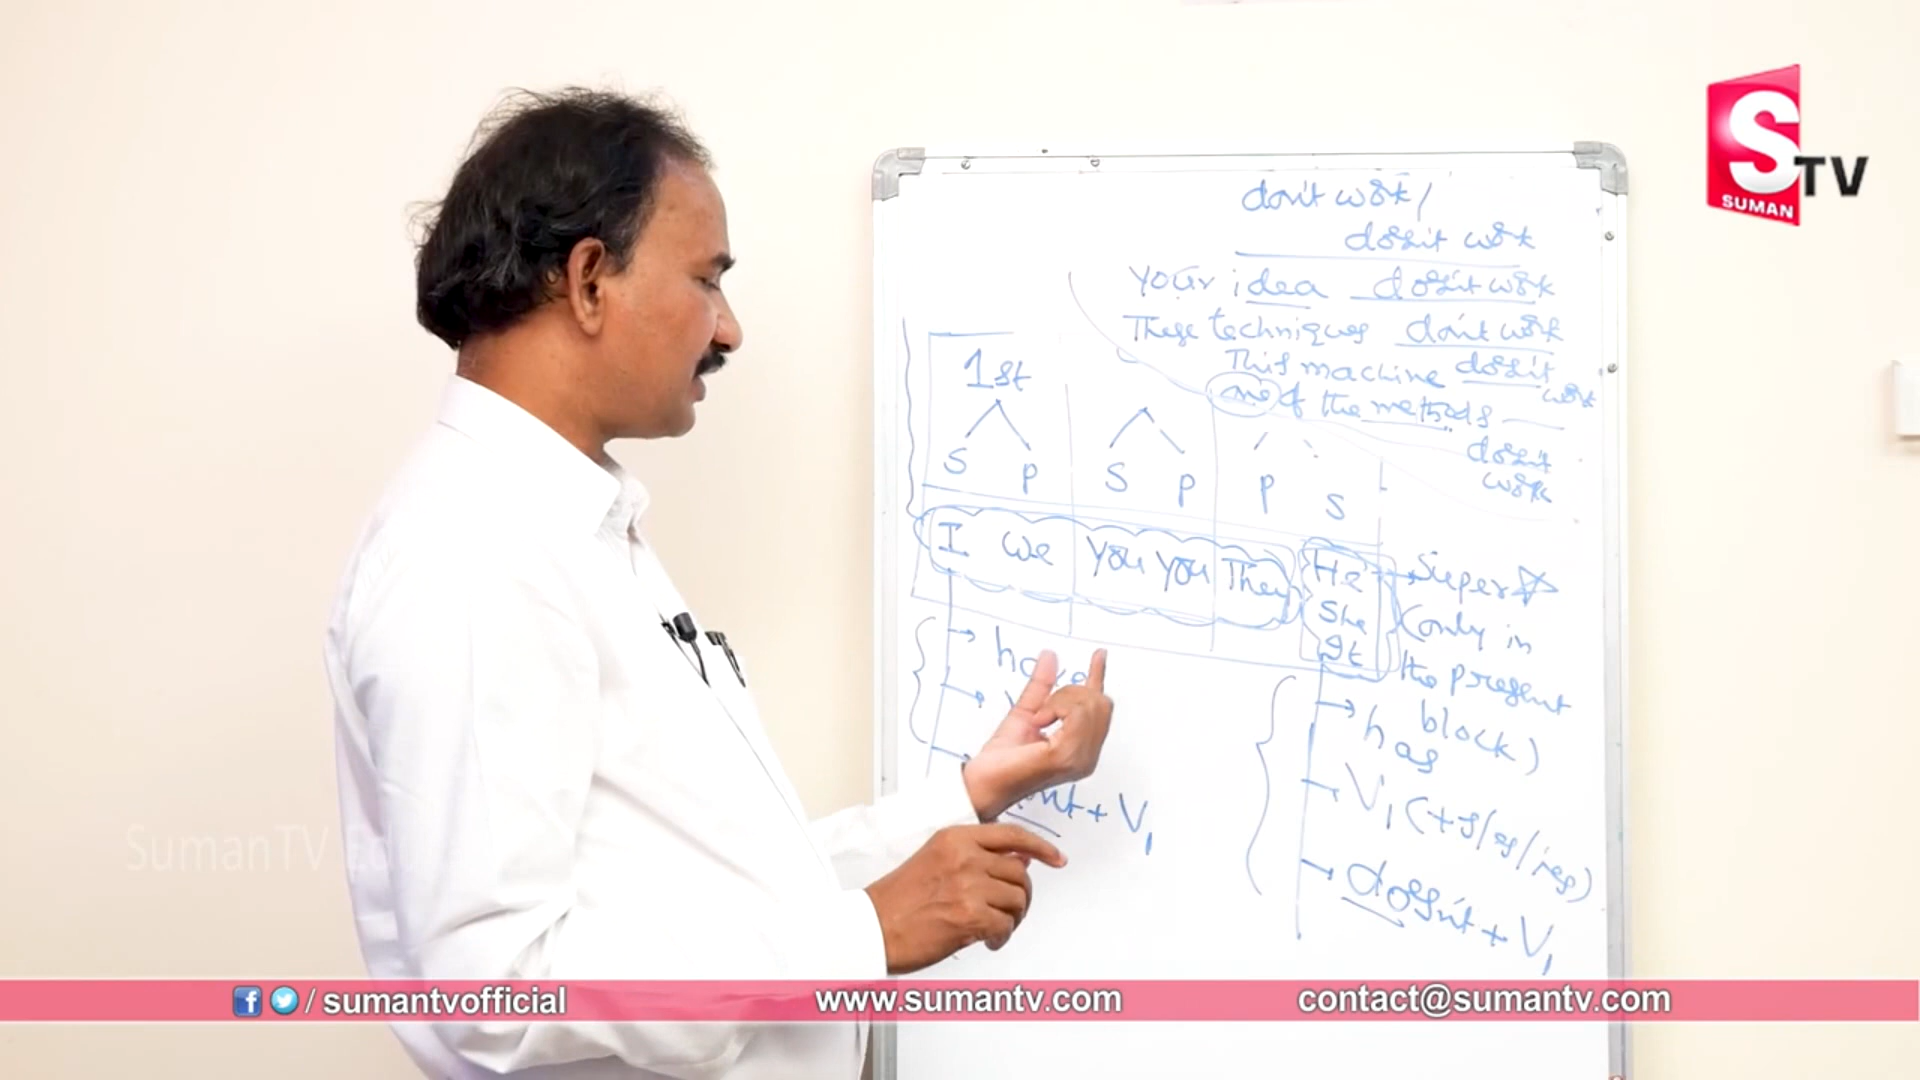 S
SUMAN
TV
don't work /
doesn't work
Your idea doesn't work
These techniques don't work
This machine doesn't
work
one of the methods
doesn't
work
1st
S P S P P S
I We You You They He
She
It
Super
(only in
the present
block)
have
has
V1 (+s/es/ies)
+ V1
doesn't + V1
SumanTV
/ sumantvofficial
www.sumantv.com
contact@sumantv.com